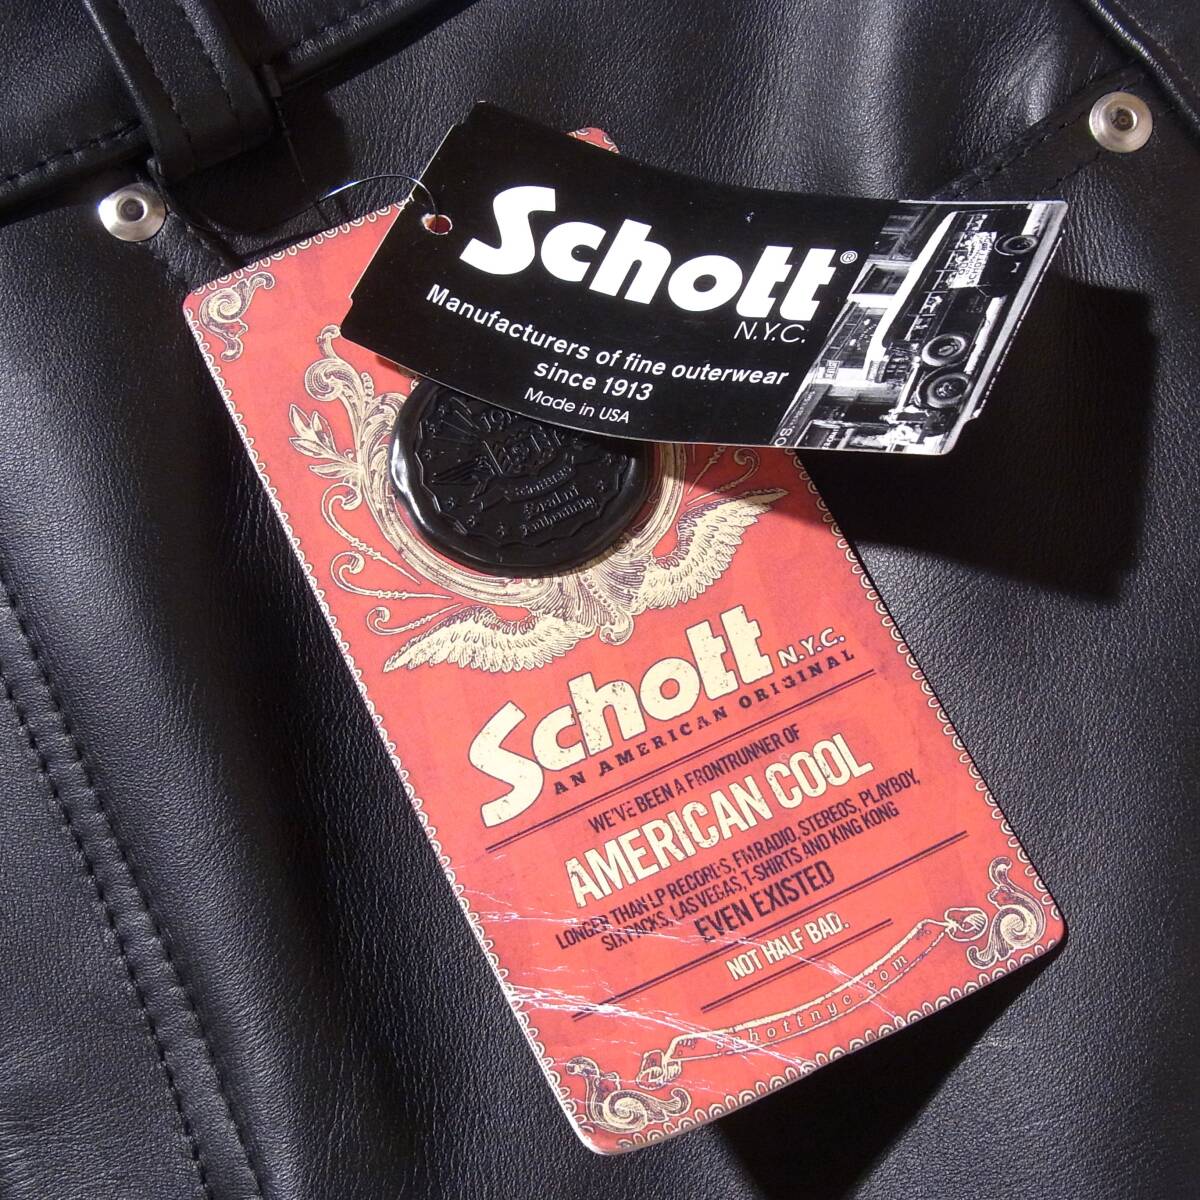 Schott®
N.Y.C.
Manufacturers of fine outerwear
since 1913
Made in USA
Schott N.Y.C.
AN AMERICAN ORIGINAL
WE'VE BEEN A FRONTRUNNER OF
AMERICAN COOL
LONGER THAN LP RECORDS, FM RADIO, STEREOS, PLAYBOY,
SIX PACKS, LAS VEGAS, T-SHIRTS AND KING KONG
EVEN EXISTED
NOT HALF BAD.
schottnyc.com